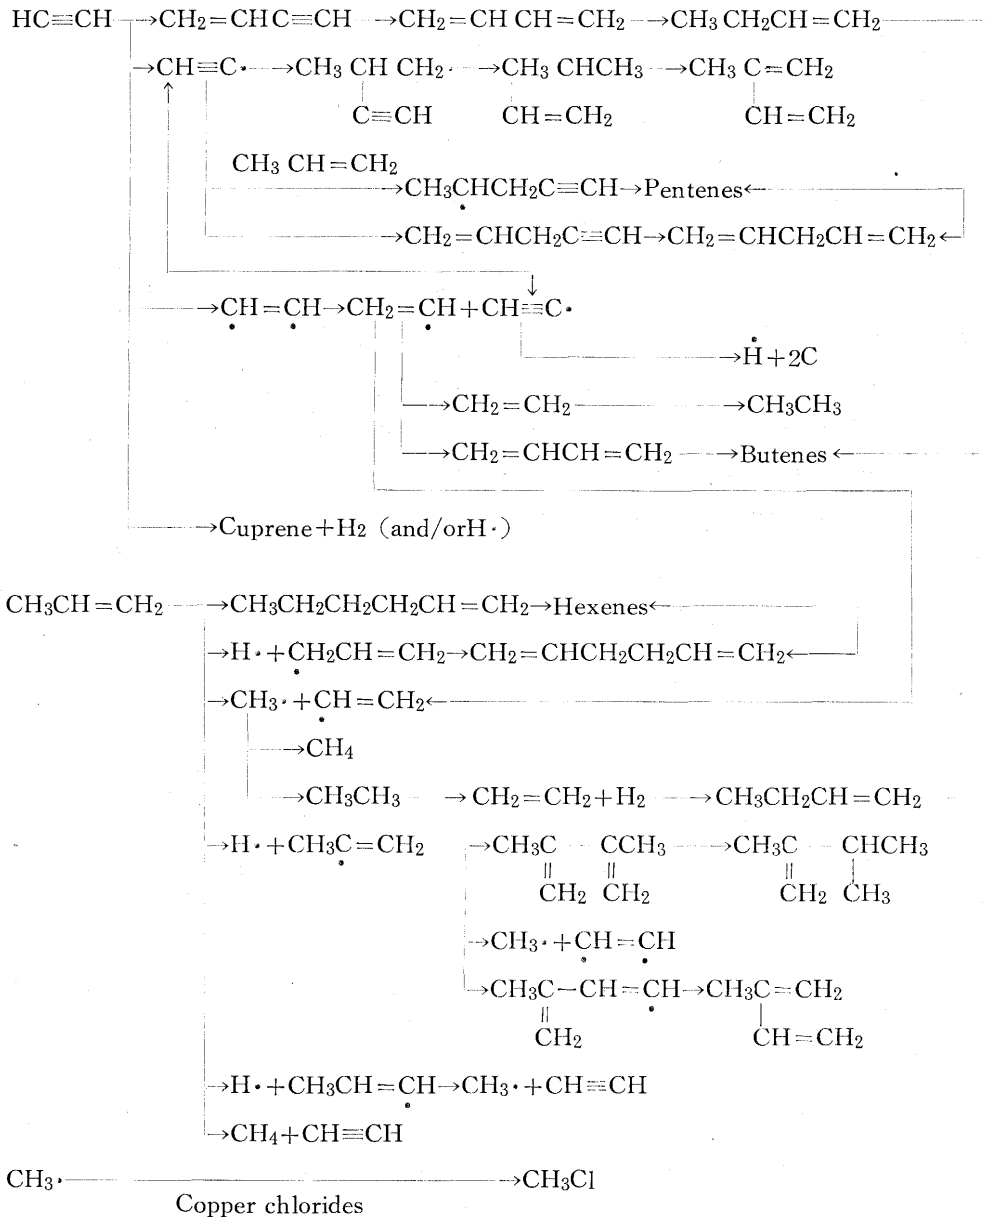 HC≡CH→CH2=CHC≡CH→CH2=CH CH=CH2→CH3 CH2CH=CH2
→CH≡C·→CH3 CH CH2·→CH3 CHCH3→CH3 C=CH2
C≡CH CH=CH2 CH=CH2
CH3 CH=CH2
→CH3CHCH2C≡CH→Pentenes←
→CH2=CHCH2C≡CH→CH2=CHCH2CH=CH2←
→CH=CH→CH2=CH+CH≡C·
→H+2C
→CH2=CH2→CH3CH3
→CH2=CHCH=CH2→Butenes←
→Cuprene+H2 (and/orH·)
CH3CH=CH2→CH3CH2CH2CH2CH=CH2→Hexenes←
→H·+CH2CH=CH2→CH2=CHCH2CH2CH=CH2←
→CH3·+CH=CH2←
→CH4
→CH3CH3→CH2=CH2+H2→CH3CH2CH=CH2
→H·+CH3C=CH2 →CH3C CCH3→CH3C CHCH3
CH2 CH2 CH2 CH3
→CH3·+CH=CH
→CH3C-CH=CH→CH3C=CH2
CH2 CH=CH2
→H·+CH3CH=CH→CH3·+CH≡CH
→CH4+CH≡CH
CH3·→CH3Cl
Copper chlorides